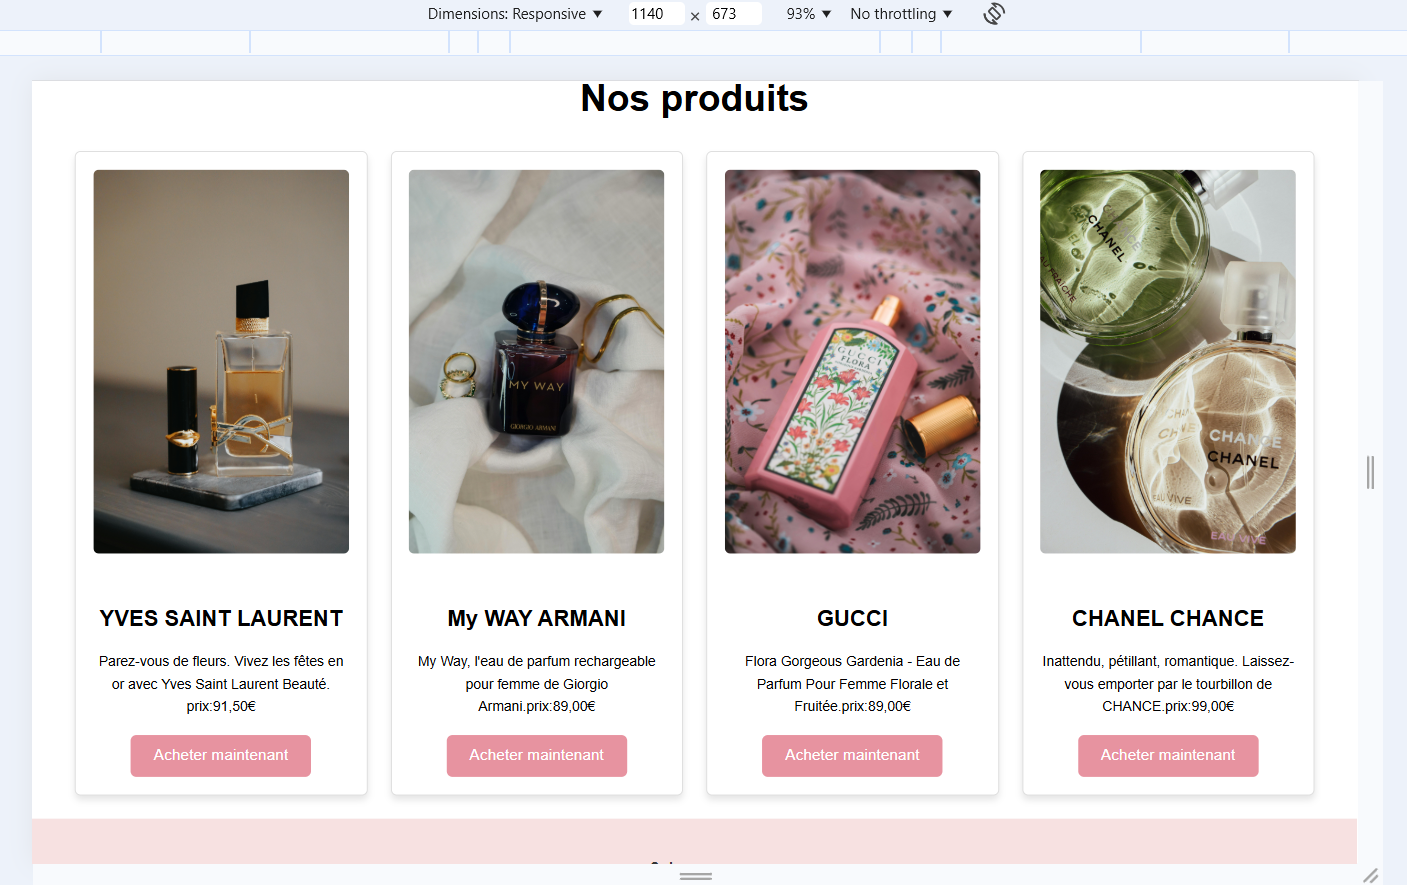 Dimensions: Responsive ▼ 1140 × 673 93% ▼ No throttling ▼
Nos produits
MY WAY
GIORGIO ARMANI
GUCCI
FLORA
CHANEL
EAU FRAÎCHE
CHANCE
CHANEL
EAU VIVE
EAU VIVE
YVES SAINT LAURENT
Parez-vous de fleurs. Vivez les fêtes en
or avec Yves Saint Laurent Beauté.
prix:91,50€
Acheter maintenant
My WAY ARMANI
My Way, l'eau de parfum rechargeable
pour femme de Giorgio
Armani.prix:89,00€
Acheter maintenant
GUCCI
Flora Gorgeous Gardenia - Eau de
Parfum Pour Femme Florale et
Fruitée.prix:89,00€
Acheter maintenant
CHANEL CHANCE
Inattendu, pétillant, romantique. Laissez-
vous emporter par le tourbillon de
CHANCE.prix:99,00€
Acheter maintenant